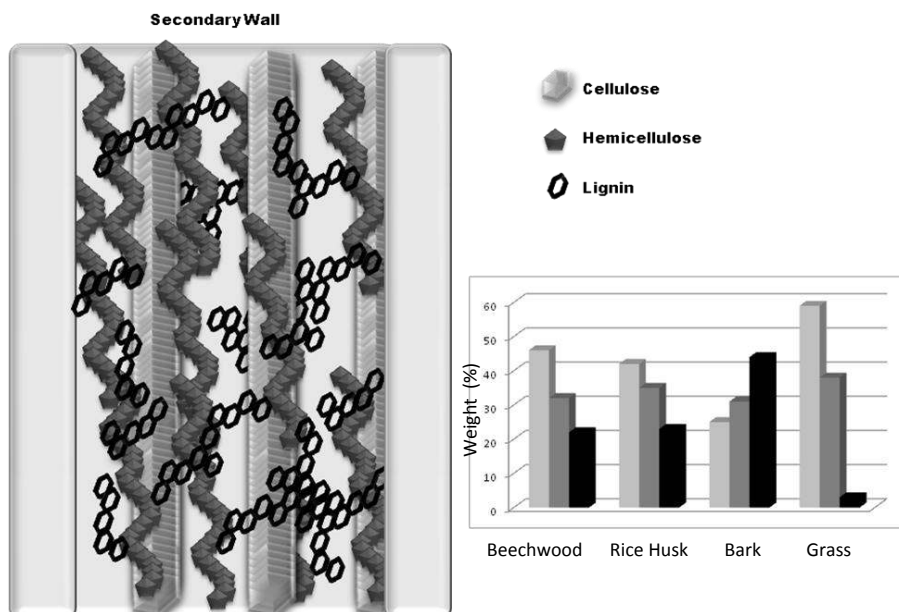 Secondary Wall
Cellulose
Hemicellulose
Lignin
Weight (%)
60
50
40
30
20
10
0
Beechwood Rice Husk Bark Grass